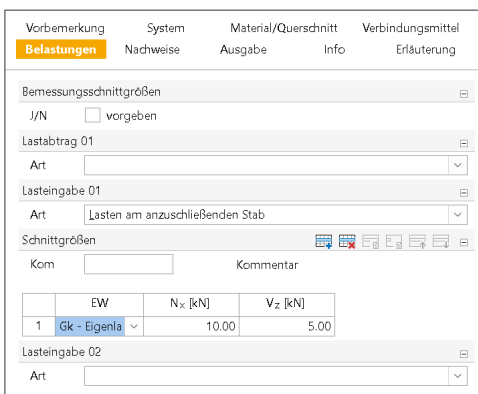 Vorbemerkung System Material/Querschnitt Verbindungsmittel
Belastungen Nachweise Ausgabe Info Erläuterung
Bemessungsschnittgrößen
J/N vorgeben
Lastabtrag 01
Art
Lasteingabe 01
Art Lasten am anzuschließenden Stab
Schnittgrößen
Kom Kommentar
EW Nx [kN] Vz [kN]
1 Gk - Eigenla 10.00 5.00
Lasteingabe 02
Art